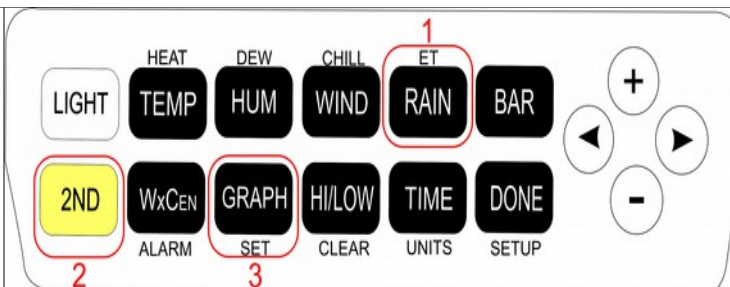 1
HEAT DEW CHILL ET
LIGHT TEMP HUM WIND RAIN BAR +
2ND WxCEN GRAPH HI/LOW TIME DONE -
ALARM SET CLEAR UNITS SETUP
2 3